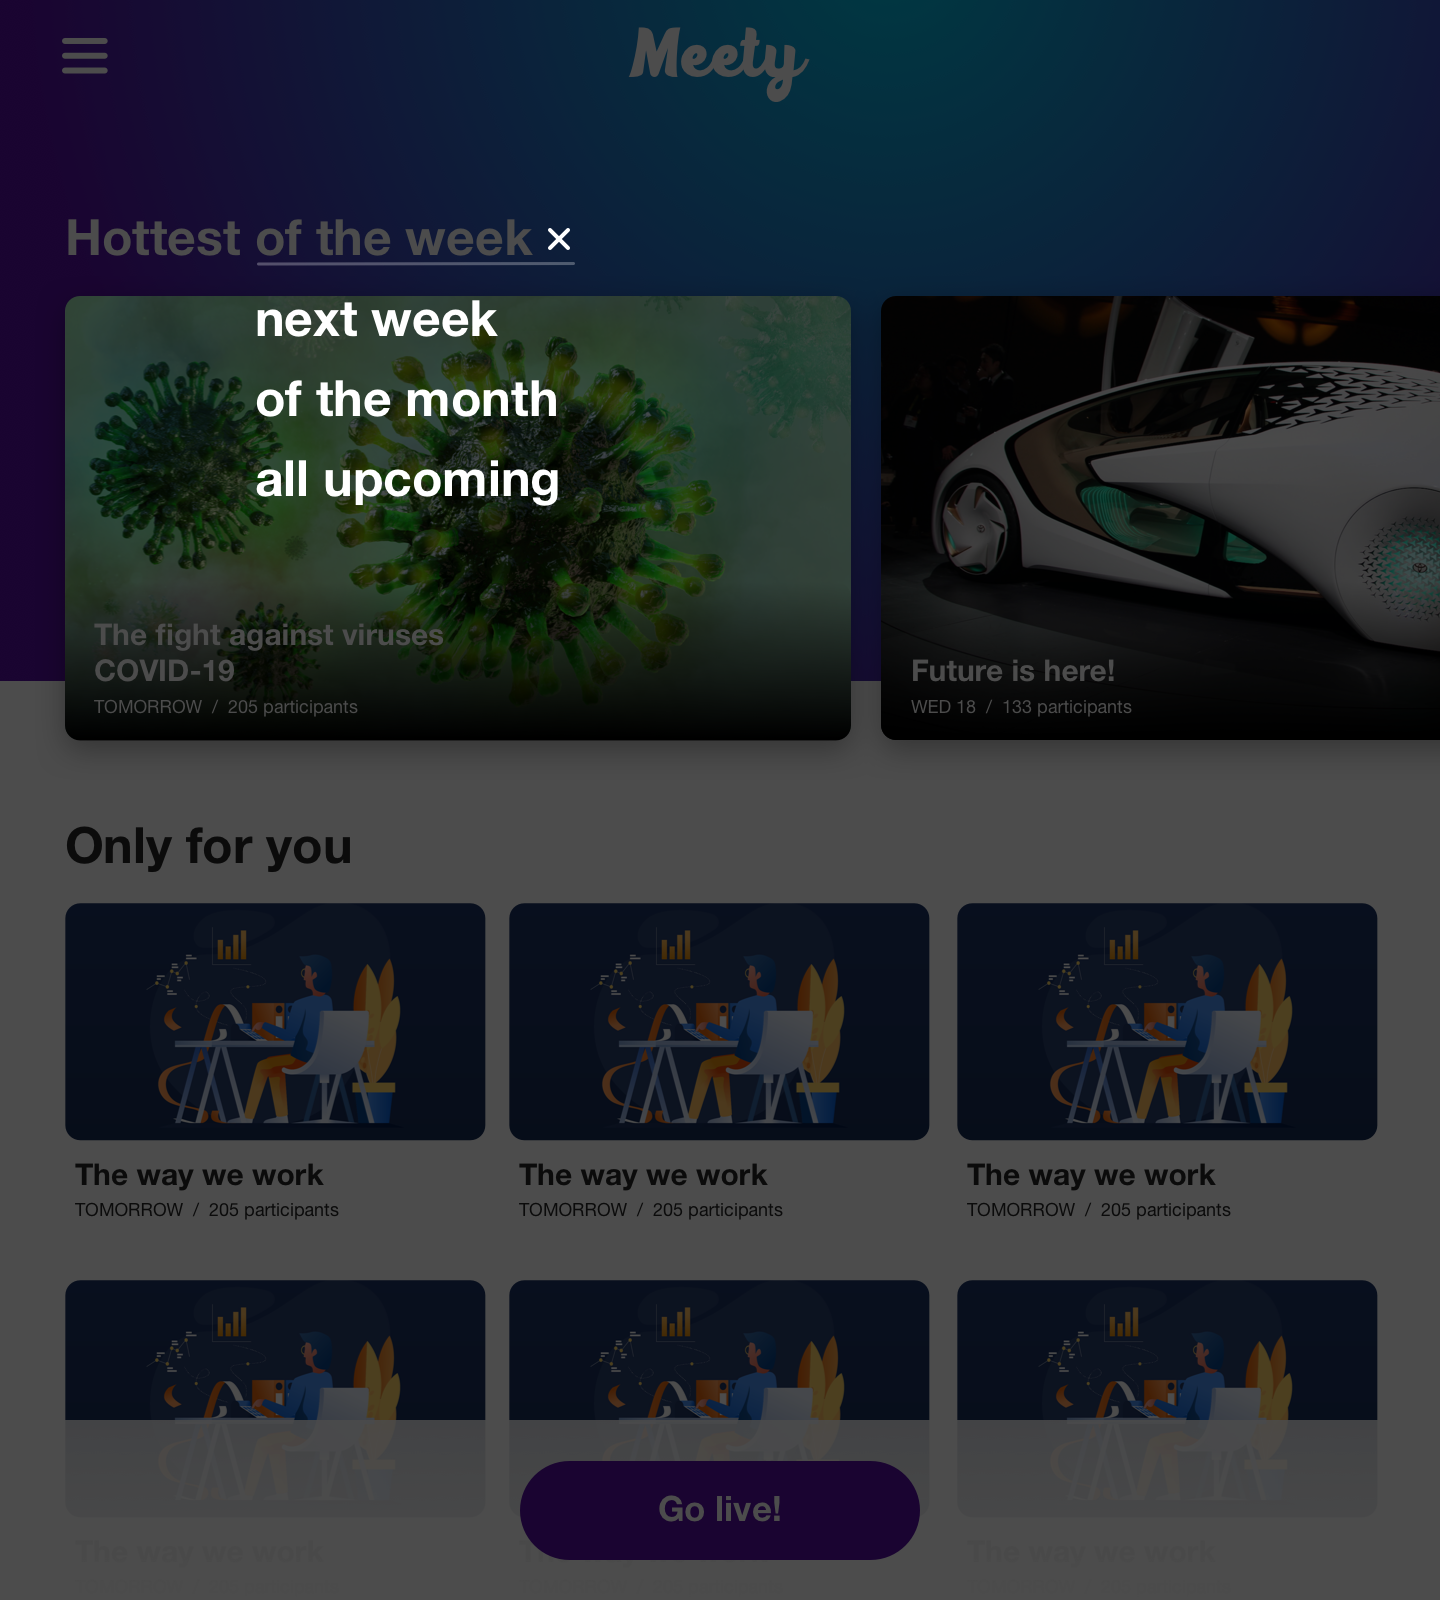 Meety
Hottest of the week
next week
of the month
all upcoming
The fight against viruses
COVID-19
TOMORROW / 205 participants
Future is here!
WED 18 / 133 participants
Only for you
The way we work
TOMORROW / 205 participants
The way we work
TOMORROW / 205 participants
The way we work
TOMORROW / 205 participants
Go live!
The way we work
The way we work